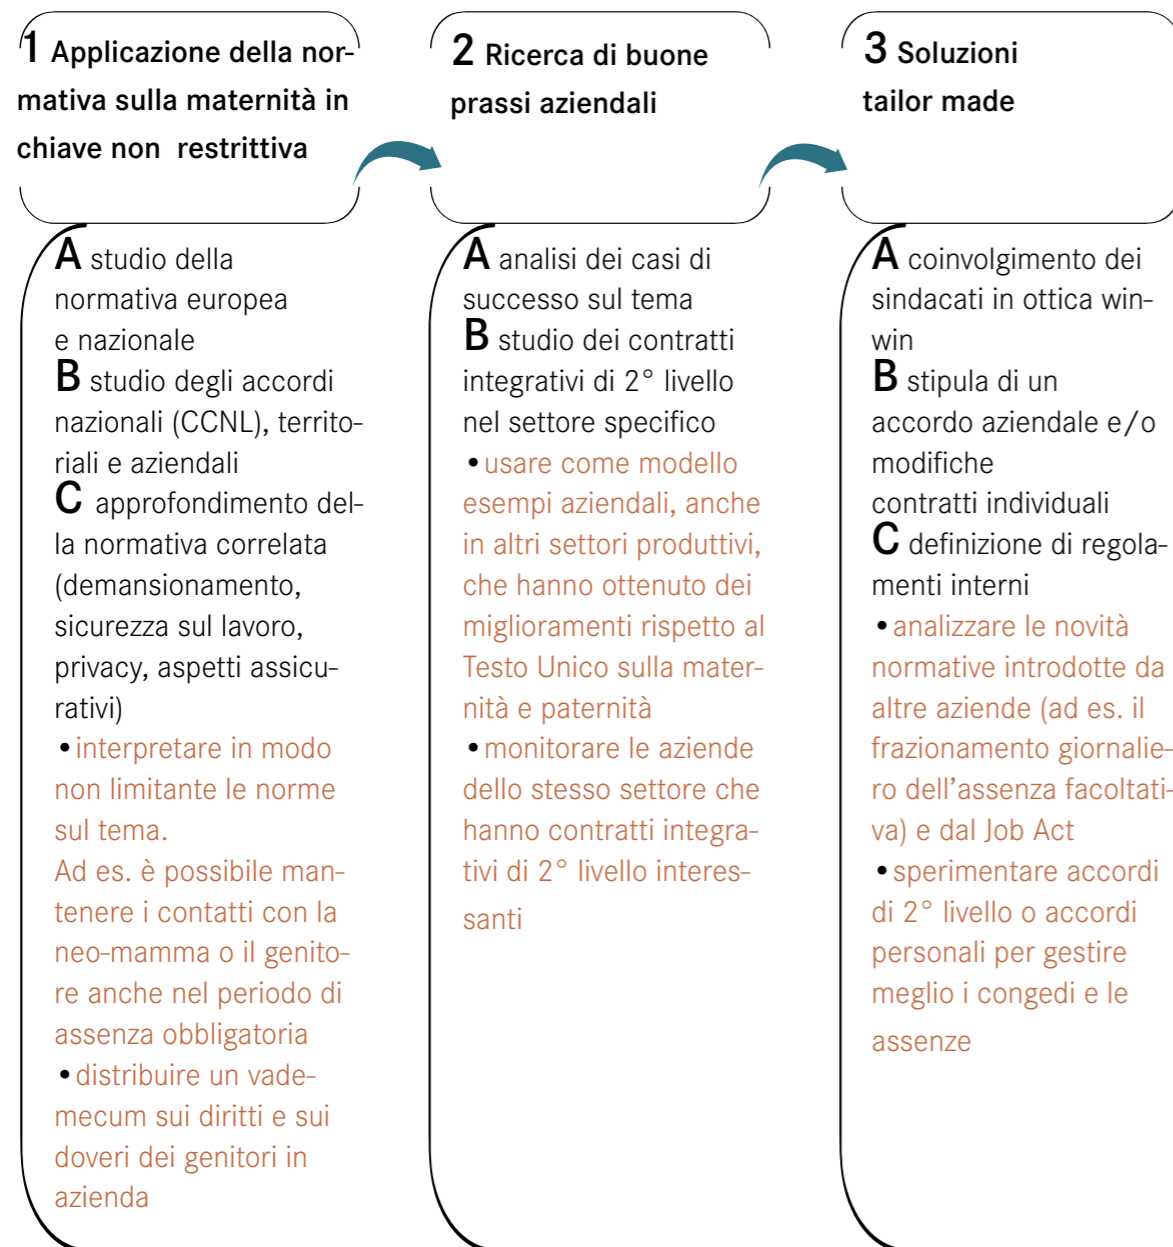 1 Applicazione della nor-
mativa sulla maternità in
chiave non restrittiva
A studio della
normativa europea
e nazionale
B studio degli accordi
nazionali (CCNL), territo-
riali e aziendali
C approfondimento del-
la normativa correlata
(demansionamento,
sicurezza sul lavoro,
privacy, aspetti assicu-
rativi)
• interpretare in modo
non limitante le norme
sul tema.
Ad es. è possibile man-
tenere i contatti con la
neo-mamma o il genito-
re anche nel periodo di
assenza obbligatoria
• distribuire un vade-
mecum sui diritti e sui
doveri dei genitori in
azienda
2 Ricerca di buone
prassi aziendali
A analisi dei casi di
successo sul tema
B studio dei contratti
integrativi di 2° livello
nel settore specifico
• usare come modello
esempi aziendali, anche
in altri settori produttivi,
che hanno ottenuto dei
miglioramenti rispetto al
Testo Unico sulla mater-
nità e paternità
• monitorare le aziende
dello stesso settore che
hanno contratti integra-
tivi di 2° livello interes-
santi
3 Soluzioni
tailor made
A coinvolgimento dei
sindacati in ottica win-
win
B stipula di un
accordo aziendale e/o
modifiche
contratti individuali
C definizione di regola-
menti interni
• analizzare le novità
normative introdotte da
altre aziende (ad es. il
frazionamento giornalie-
ro dell'assenza facoltati-
va) e dal Job Act
• sperimentare accordi
di 2° livello o accordi
personali per gestire
meglio i congedi e le
assenze